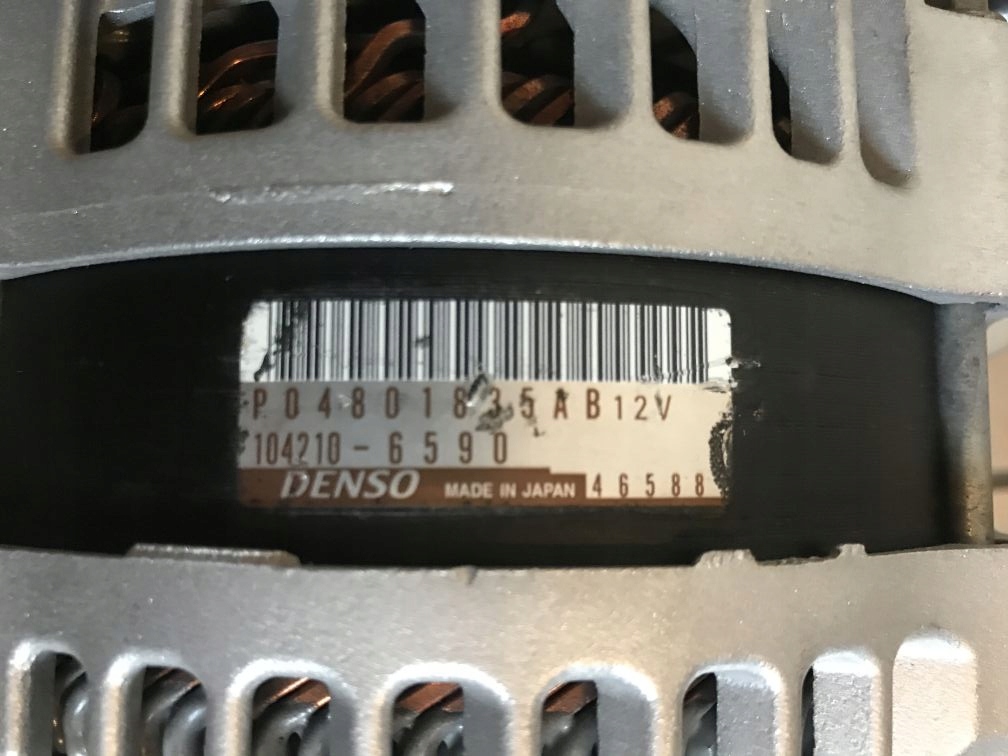 P04801835AB 12V
104210-6590
DENSO MADE IN JAPAN 46588